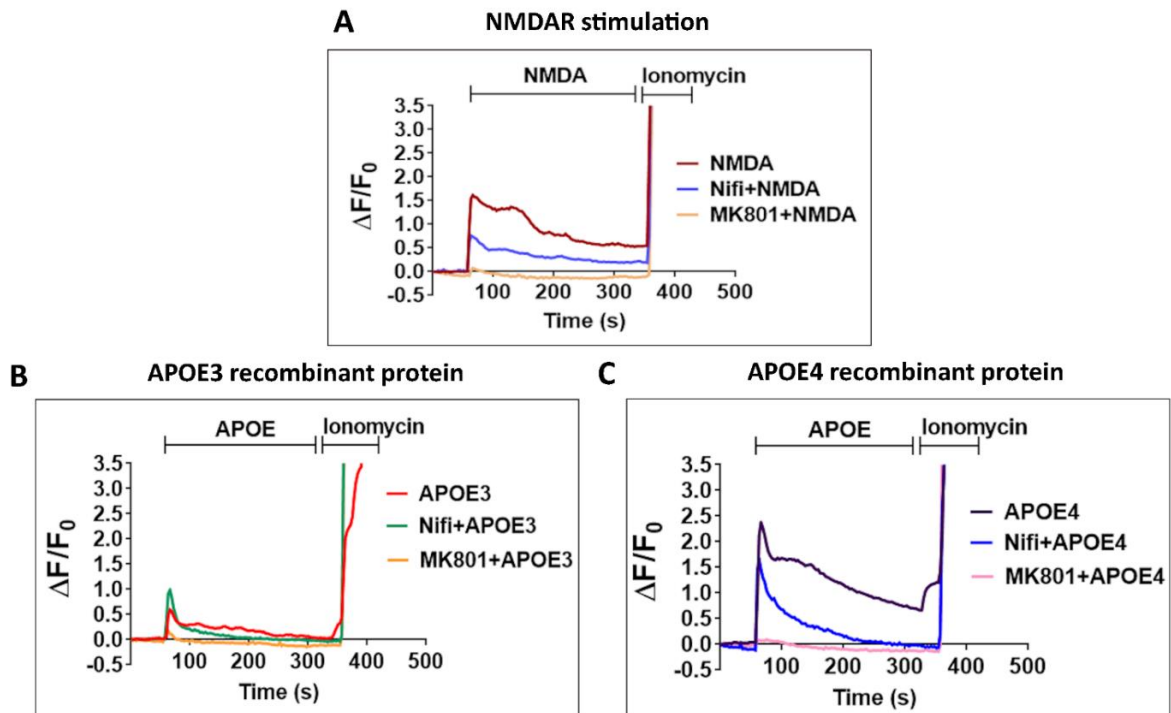 A
NMDAR stimulation
NMDA
Ionomycin
3.5
3.0
2.5
2.0
1.5
1.0
0.5
0.0
-0.5
ΔF/F0
100 200 300 400 500
Time (s)
NMDA
Nifi+NMDA
MK801+NMDA
B
APOE3 recombinant protein
APOE
Ionomycin
3.5
3.0
2.5
2.0
1.5
1.0
0.5
0.0
-0.5
ΔF/F0
100 200 300 400 500
Time (s)
APOE3
Nifi+APOE3
MK801+APOE3
C
APOE4 recombinant protein
APOE
Ionomycin
3.5
3.0
2.5
2.0
1.5
1.0
0.5
0.0
-0.5
ΔF/F0
100 200 300 400 500
Time (s)
APOE4
Nifi+APOE4
MK801+APOE4